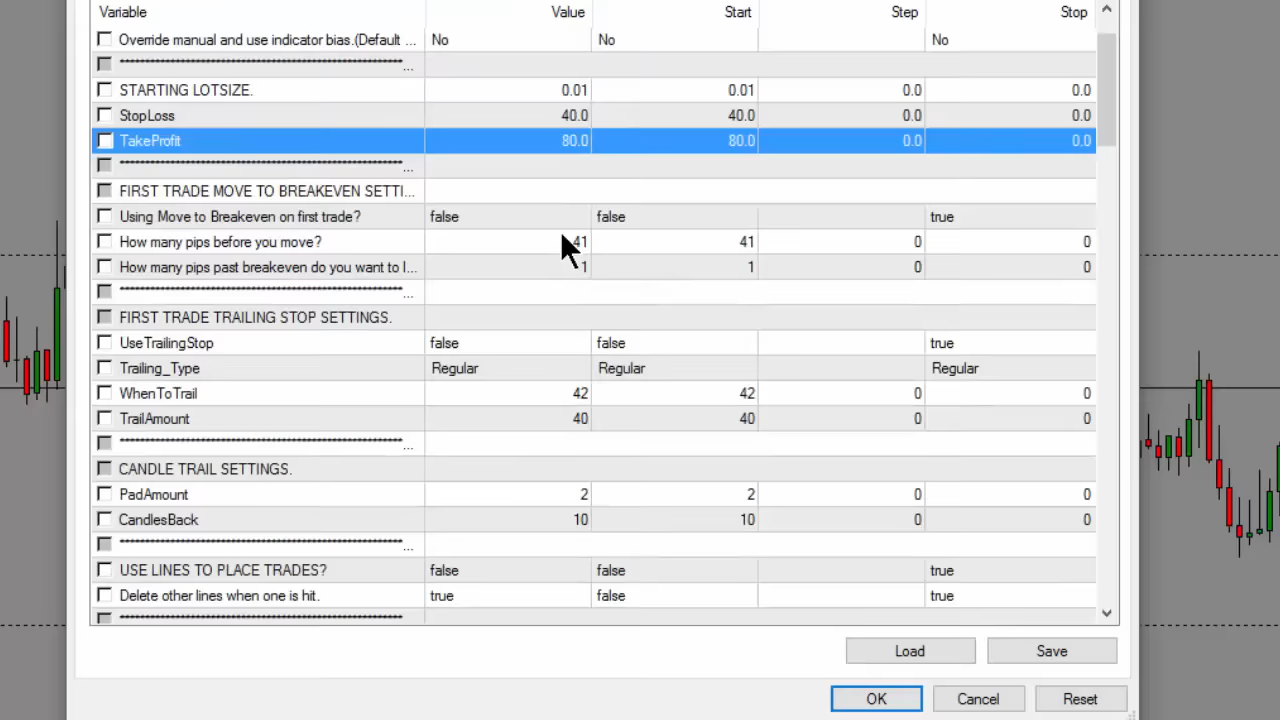 Variable Value Start Step Stop
Override manual and use indicator bias.(Default ... No No No
****************************************************...
STARTING LOTSIZE. 0.01 0.01 0.0 0.0
StopLoss 40.0 40.0 0.0 0.0
TakeProfit 80.0 80.0 0.0 0.0
****************************************************...
FIRST TRADE MOVE TO BREAKEVEN SETTI...
Using Move to Breakeven on first trade? false false true
How many pips before you move? 41 41 0 0
How many pips past breakeven do you want to l... 1 1 0 0
****************************************************...
FIRST TRADE TRAILING STOP SETTINGS.
UseTrailingStop false false true
Trailing_Type Regular Regular Regular
WhenToTrail 42 42 0 0
TrailAmount 40 40 0 0
****************************************************...
CANDLE TRAIL SETTINGS.
PadAmount 2 2 0 0
CandlesBack 10 10 0 0
****************************************************...
USE LINES TO PLACE TRADES? false false true
Delete other lines when one is hit. true false true
****************************************************...
Load Save
OK Cancel Reset